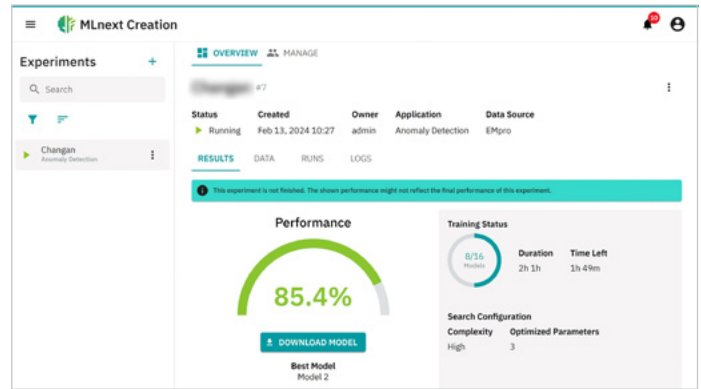 MLnext Creation
10
Experiments +
Search
Changan
Anomaly Detection
OVERVIEW MANAGE
#7
Status Created Owner Application Data Source
Running Feb 13, 2024 10:27 admin Anomaly Detection EMpro
RESULTS DATA RUNS LOGS
This experiment is not finished. The shown performance might not reflect the final performance of this experiment.
Performance
85.4%
DOWNLOAD MODEL
Best Model
Model 2
Training Status
8/16
Models
Duration Time Left
2h 1h 1h 49m
Search Configuration
Complexity Optimized Parameters
High 3